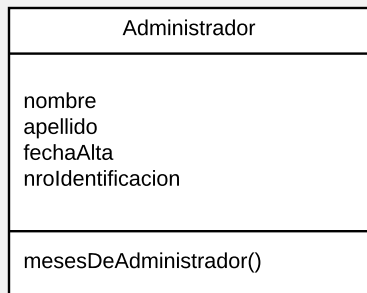 Administrador
nombre
apellido
fechaAlta
nroIdentificacion
mesesDeAdministrador()